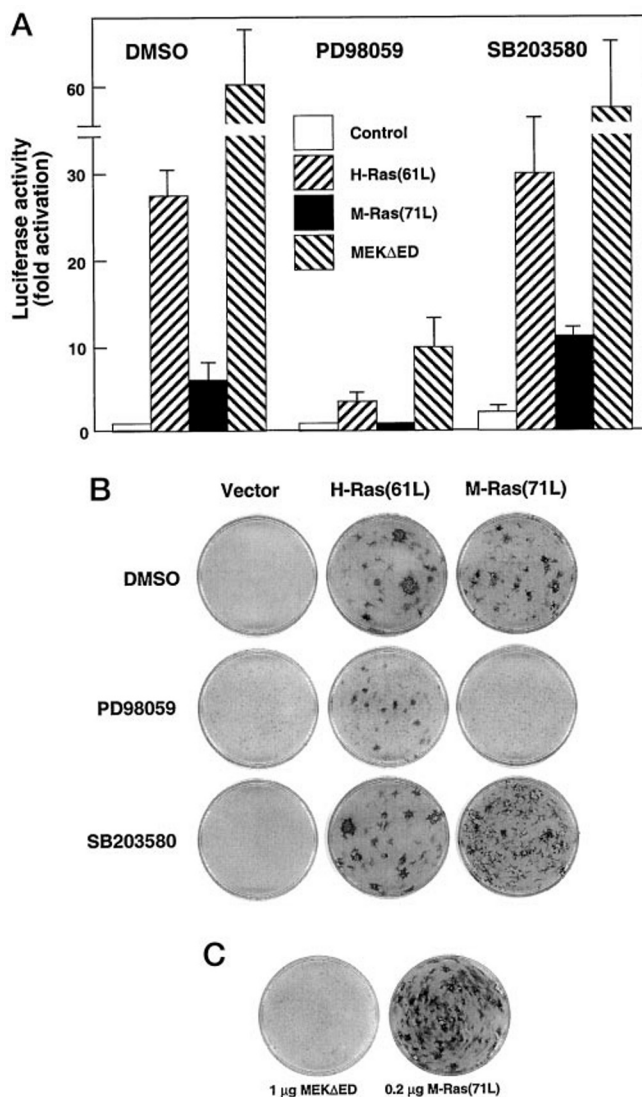 A
DMSO PD98059 SB203580
60
30
20
10
0
Luciferase activity
(fold activation)
Control
H-Ras(61L)
M-Ras(71L)
MEKΔED
B
Vector H-Ras(61L) M-Ras(71L)
DMSO
PD98059
SB203580
C
1 μg MEKΔED 0.2 μg M-Ras(71L)